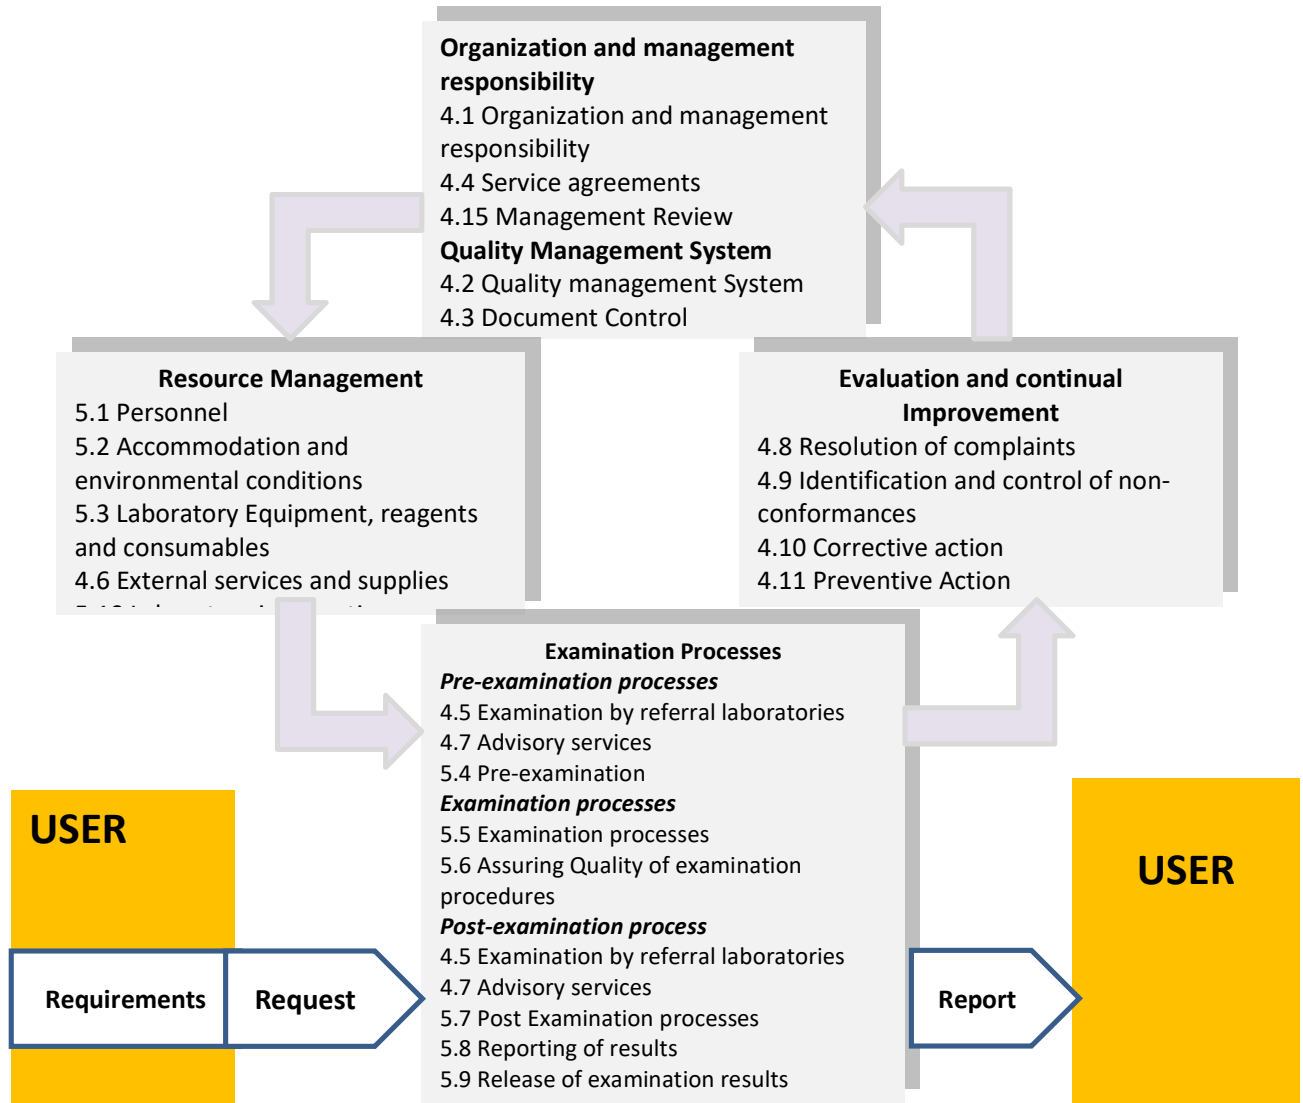 Organization and management
responsibility
4.1 Organization and management
responsibility
4.4 Service agreements
4.15 Management Review
Quality Management System
4.2 Quality management System
4.3 Document Control
Resource Management
5.1 Personnel
5.2 Accommodation and
environmental conditions
5.3 Laboratory Equipment, reagents
and consumables
4.6 External services and supplies
Evaluation and continual
Improvement
4.8 Resolution of complaints
4.9 Identification and control of non-
conformances
4.10 Corrective action
4.11 Preventive Action
Examination Processes
Pre-examination processes
4.5 Examination by referral laboratories
4.7 Advisory services
5.4 Pre-examination
Examination processes
5.5 Examination processes
5.6 Assuring Quality of examination
procedures
Post-examination process
4.5 Examination by referral laboratories
4.7 Advisory services
5.7 Post Examination processes
5.8 Reporting of results
5.9 Release of examination results
USER
Requirements
Request
Report
USER